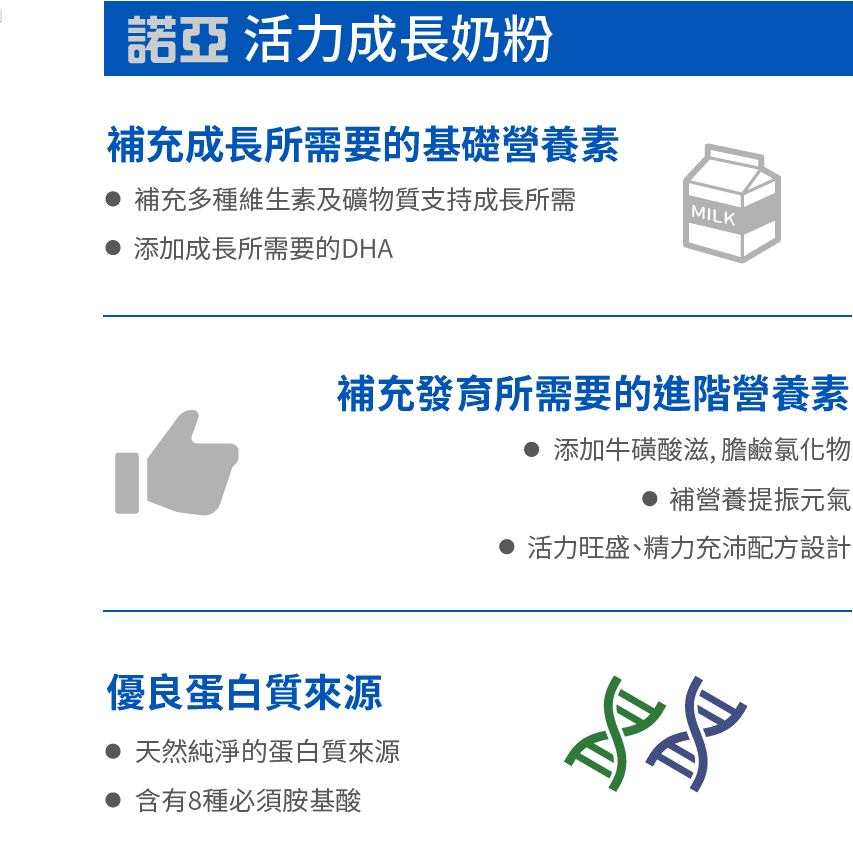 諾亞 活力成長奶粉
補充成長所需要的基礎營養素
● 補充多種維生素及礦物質支持成長所需
● 添加成長所需要的DHA
MILK
補充發育所需要的進階營養素
● 添加牛磺酸滋, 膽鹼氯化物
● 補營養提振元氣
● 活力旺盛、精力充沛配方設計
優良蛋白質來源
● 天然純淨的蛋白質來源
● 含有8種必須胺基酸